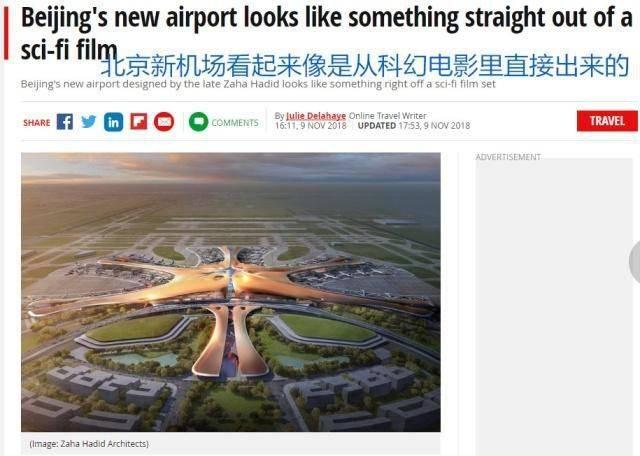 Beijing's new airport looks like something straight out of a
sci-fi film
北京新机场看起来像是从科幻电影里直接出来的
Beijing's new airport designed by the late Zaha Hadid looks like something right off a sci-fi film set
SHARE
COMMENTS
By Julie Delahaye Online Travel Writer
16:11, 9 NOV 2018 UPDATED 17:53, 9 NOV 2018
TRAVEL
ADVERTISEMENT
(Image: Zaha Hadid Architects)